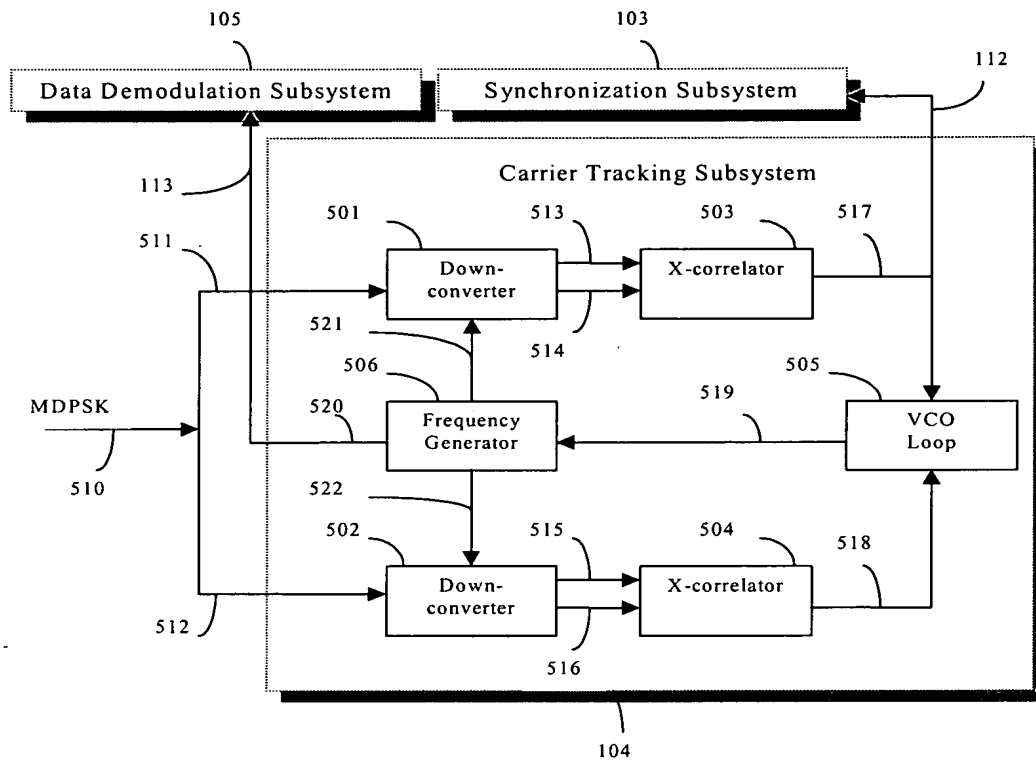 105
103
112
Data Demodulation Subsystem
Synchronization Subsystem
113
Carrier Tracking Subsystem
501
513
503
517
511
Down-
converter
X-correlator
521
514
506
505
MDPSK
520
Frequency
Generator
519
VCO
Loop
510
522
502
515
504
518
Down-
converter
X-correlator
512
516
104